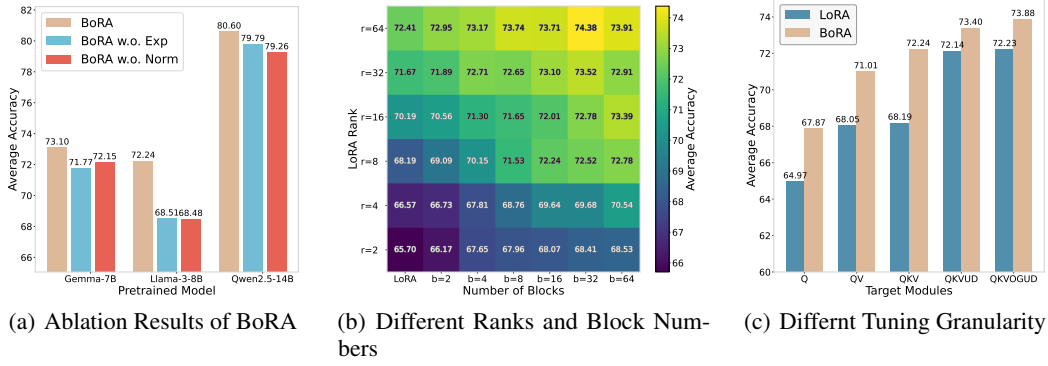 BoRA
BoRA w.o. Exp
BoRA w.o. Norm
Average Accuracy
82
80
78
76
74
72
70
68
66
73.10
71.77
72.15
72.24
68.51
68.48
80.60
79.79
79.26
Gemma-7B Llama-3-8B Qwen2.5-14B
Pretrained Model
(a) Ablation Results of BoRA
LoRA Rank
r=64 72.41 72.95 73.17 73.74 73.71 74.38 73.91
r=32 71.67 71.89 72.71 72.65 73.10 73.52 72.91
r=16 70.19 70.56 71.30 71.65 72.01 72.78 73.39
r=8 68.19 69.09 70.15 71.53 72.24 72.52 72.78
r=4 66.57 66.73 67.81 68.76 69.64 69.68 70.54
r=2 65.70 66.17 67.65 67.96 68.07 68.41 68.53
LoRA b=2 b=4 b=8 b=16 b=32 b=64
Number of Blocks
74
73
72
71
70
69
68
67
66
Average Accuracy
(b) Different Ranks and Block Num-
bers
LoRA
BoRA
Average Accuracy
74
72
70
68
66
64
62
60
64.97
67.87
68.05
71.01
68.19
72.24
72.14
73.40
72.23
73.88
Q QV QKV QKVUD QKVOGUD
Target Modules
(c) Differnt Tuning Granularity